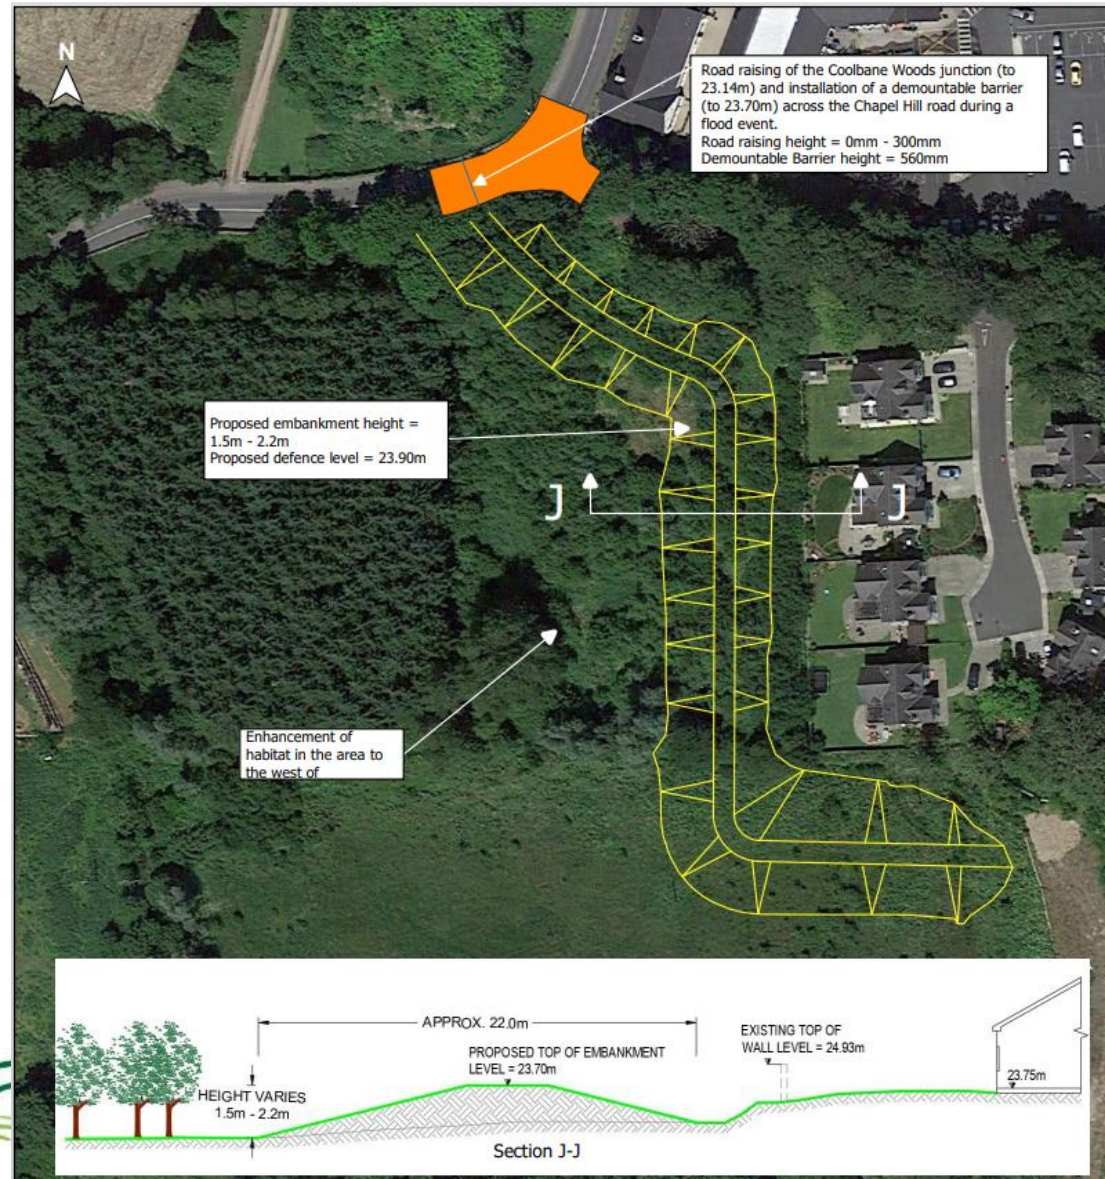 N
Road raising of the Coolbane Woods junction (to
23.14m) and installation of a demountable barrier
(to 23.70m) across the Chapel Hill road during a
flood event.
Road raising height = 0mm - 300mm
Demountable Barrier height = 560mm
Proposed embankment height =
1.5m - 2.2m
Proposed defence level = 23.90m
J J
Enhancement of
habitat in the area to
the west of
APPROX. 22.0m
PROPOSED TOP OF EMBANKMENT
LEVEL = 23.70m
EXISTING TOP OF
WALL LEVEL = 24.93m
HEIGHT VARIES
1.5m - 2.2m
23.75m
Section J-J